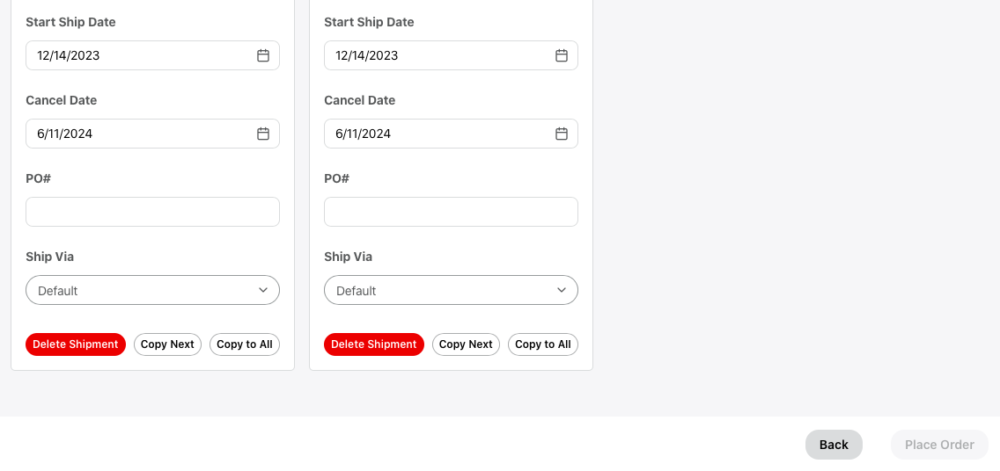 Start Ship Date
12/14/2023
Cancel Date
6/11/2024
PO#
Ship Via
Default
Delete Shipment
Copy Next
Copy to All
Start Ship Date
12/14/2023
Cancel Date
6/11/2024
PO#
Ship Via
Default
Delete Shipment
Copy Next
Copy to All
Back
Place Order